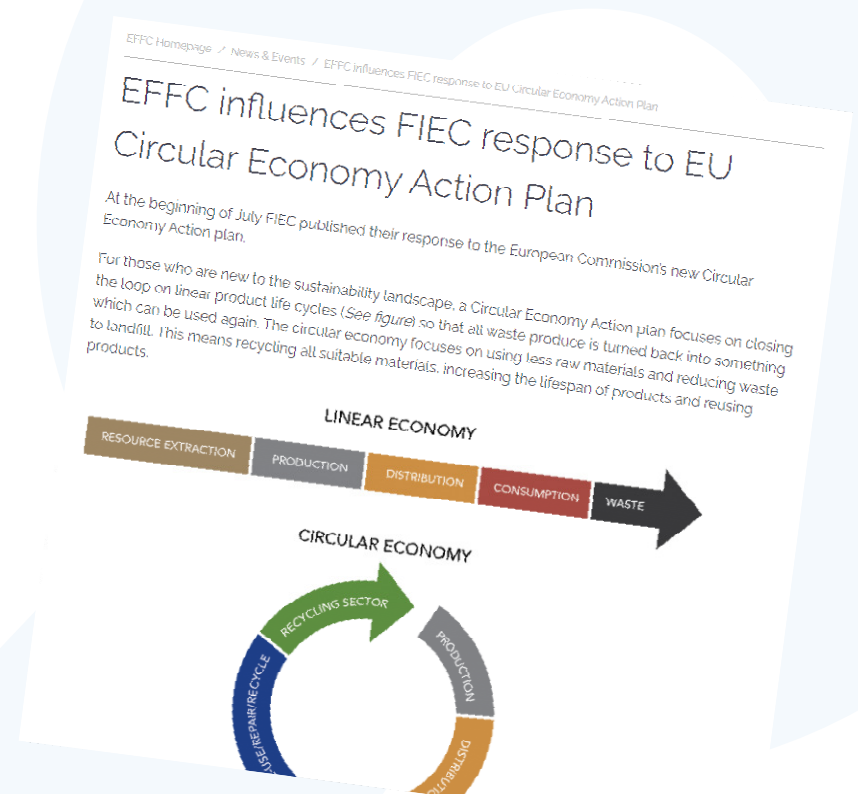 EFFC Homepage / News & Events / EFFC influences FIEC response to EU Circular Economy Action Plan
EFFC influences FIEC response to EU
Circular Economy Action Plan
At the beginning of July FIEC published their response to the European Commission's new Circular
Economy Action plan.
For those who are new to the sustainability landscape, a Circular Economy Action plan focuses on closing
the loop on linear product life cycles (See figure) so that all waste produce is turned back into something
which can be used again. The circular economy focuses on using less raw materials and reducing waste
to landfill. This means recycling all suitable materials, increasing the lifespan of products and reusing
products.
LINEAR ECONOMY
RESOURCE EXTRACTION
PRODUCTION
DISTRIBUTION
CONSUMPTION
WASTE
CIRCULAR ECONOMY
RECYCLING SECTOR
PRODUCTION
USE/REPAIR/RECYCLE
DISTRIBUT